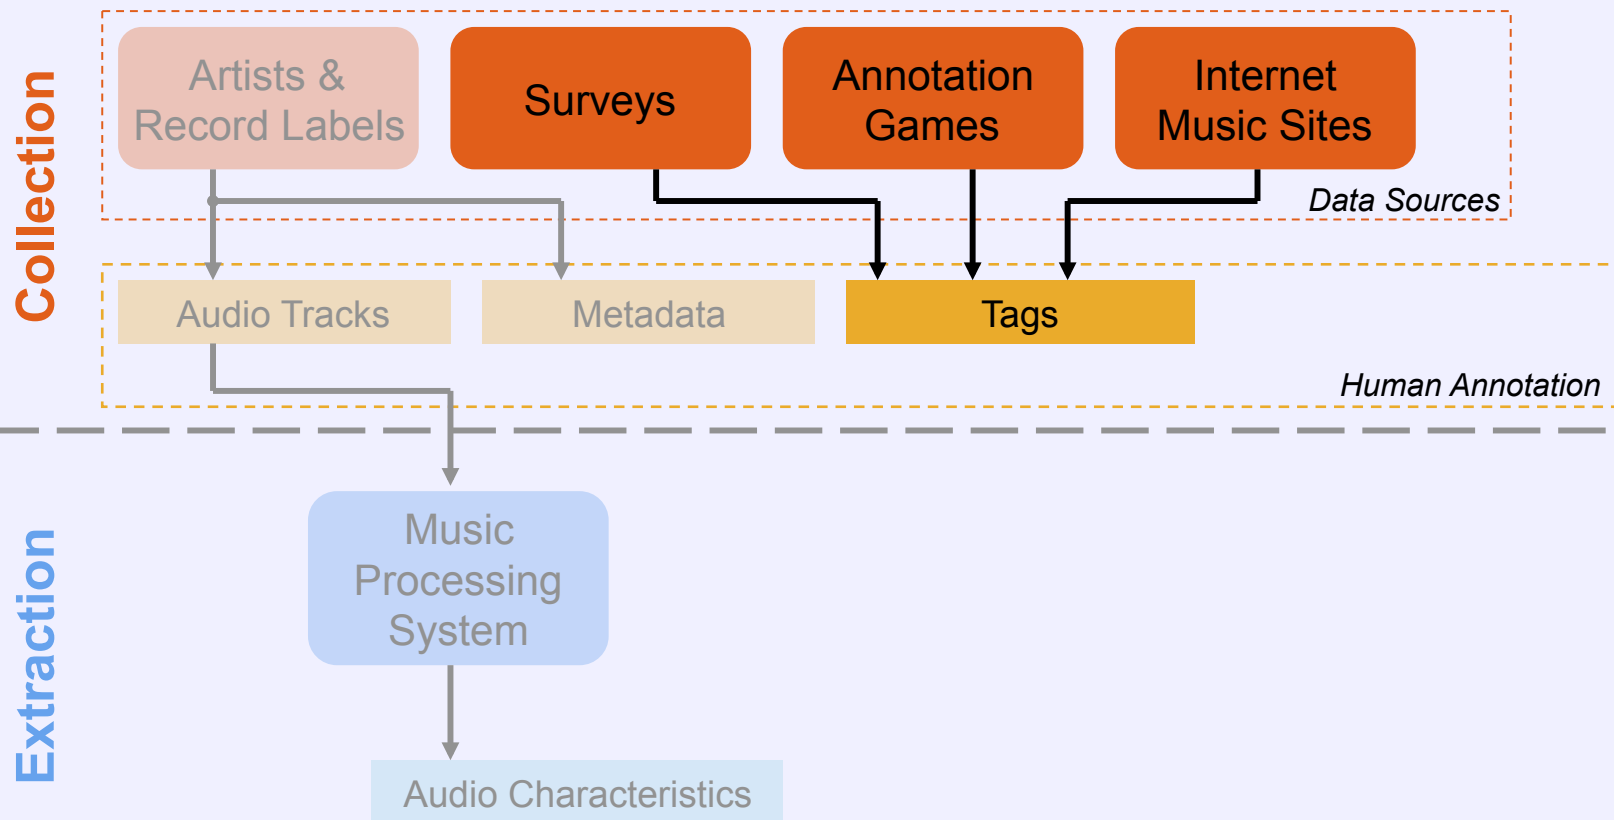 Collection
Artists &
Record Labels
Surveys
Annotation
Games
Internet
Music Sites
Data Sources
Audio Tracks
Metadata
Tags
Human Annotation
Extraction
Music
Processing
System
Audio Characteristics